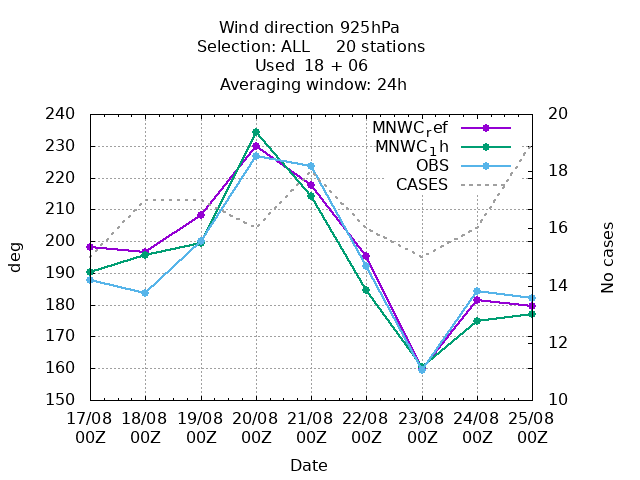 Wind direction 925hPa
Selection: ALL     20 stations
Used  18 + 06
Averaging window: 24h
240
230
220
210
200
190
180
170
160
150
deg
20
18
16
14
12
10
No cases
MNWC_ref
MNWC_1h
OBS
CASES
17/08 18/08 19/08 20/08 21/08 22/08 23/08 24/08 25/08
00Z 00Z 00Z 00Z 00Z 00Z 00Z 00Z 00Z
Date